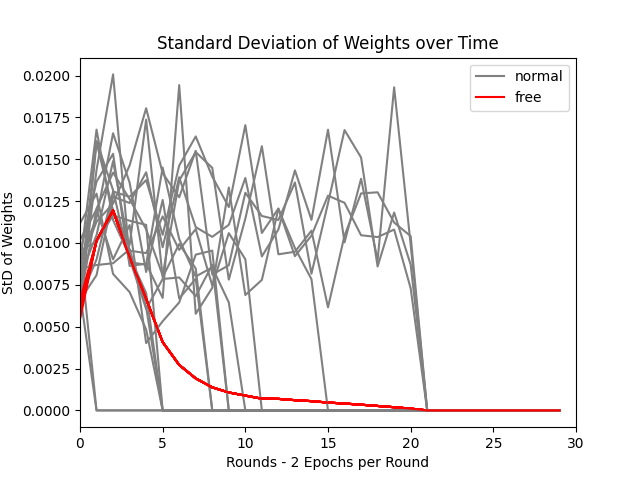 Standard Deviation of Weights over Time
StD of Weights
0.0200
0.0175
0.0150
0.0125
0.0100
0.0075
0.0050
0.0025
0.0000
normal
free
0 5 10 15 20 25 30
Rounds - 2 Epochs per Round